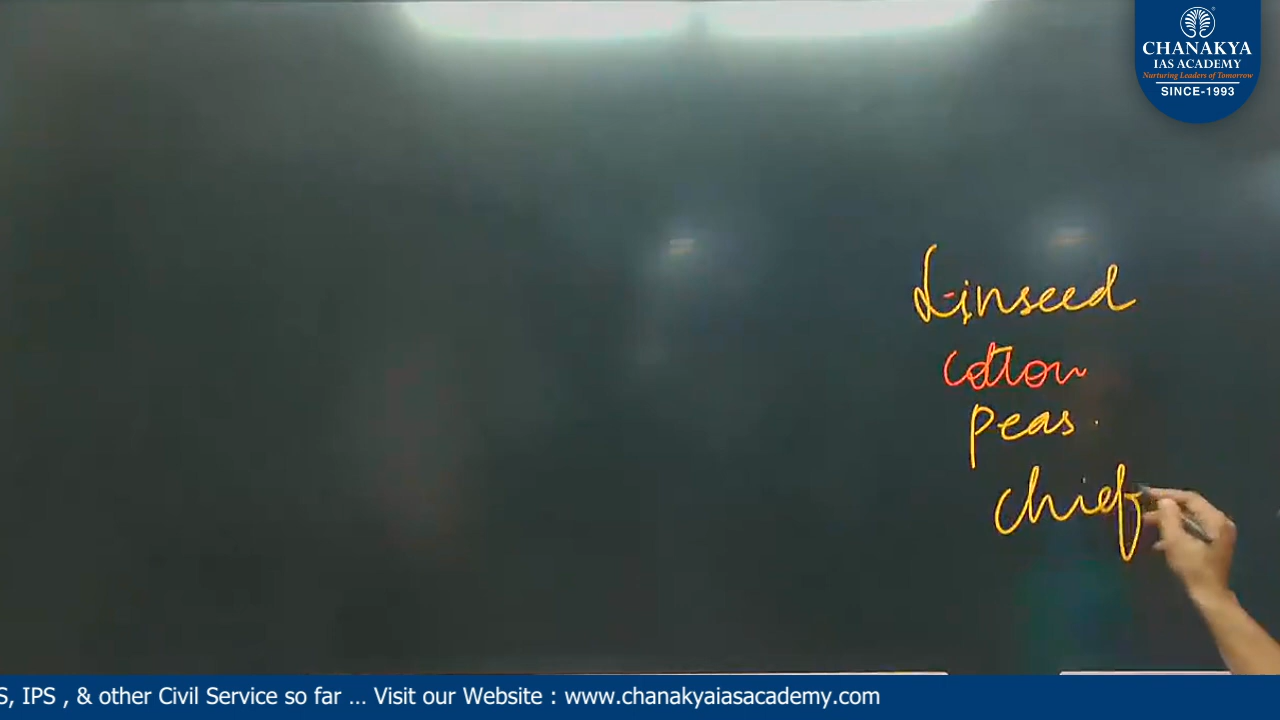 CHANAKYA
IAS ACADEMY
Nurturing Leaders of Tomorrow
SINCE-1993
Linseed
cotton
peas.
chief
S, IPS , & other Civil Service so far ... Visit our Website : www.chanakyaiasacademy.com